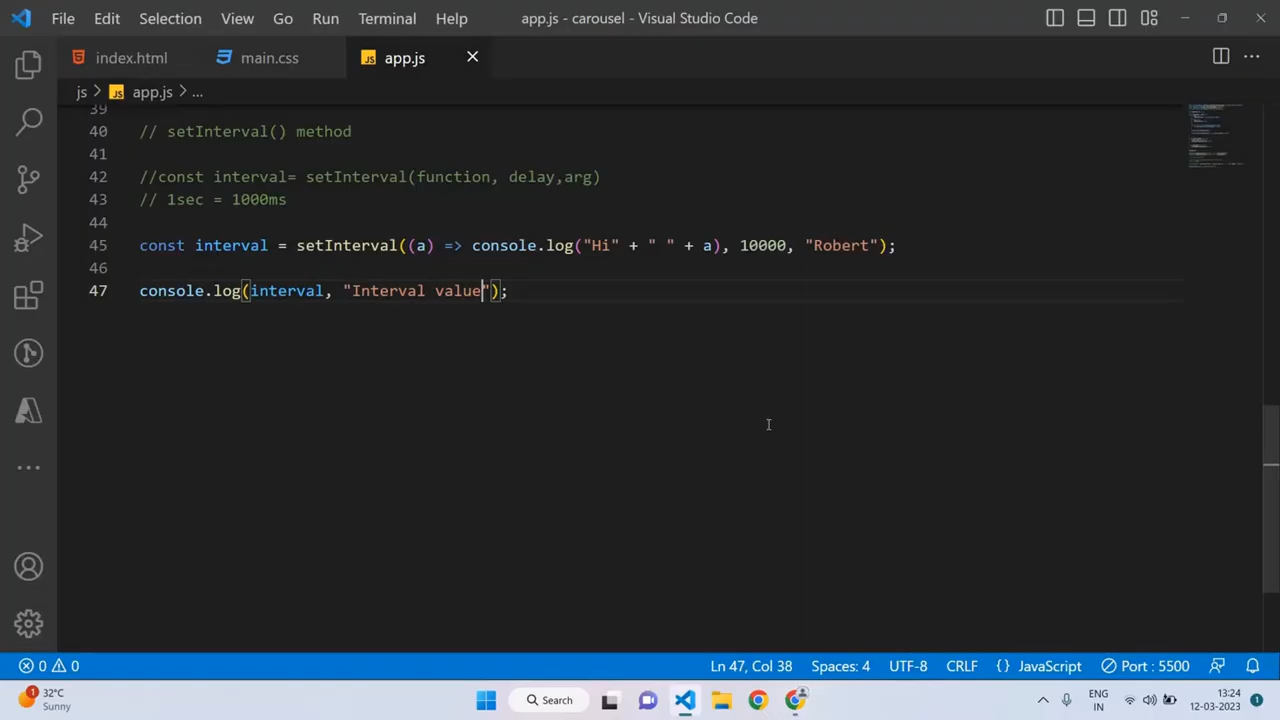 File Edit Selection View Go Run Terminal Help app.js - carousel - Visual Studio Code
index.html main.css JS app.js
js > JS app.js > ...
39
40 // setInterval() method
41
42 //const interval= setInterval(function, delay,arg)
43 // 1sec = 1000ms
44
45 const interval = setInterval((a) => console.log("Hi" + " " + a), 10000, "Robert");
46
47 console.log(interval, "Interval value");
0 0 Ln 47, Col 38 Spaces: 4 UTF-8 CRLF {} JavaScript Port : 5500
1 32°C Search ENG 13:24
Sunny IN 12-03-2023 1